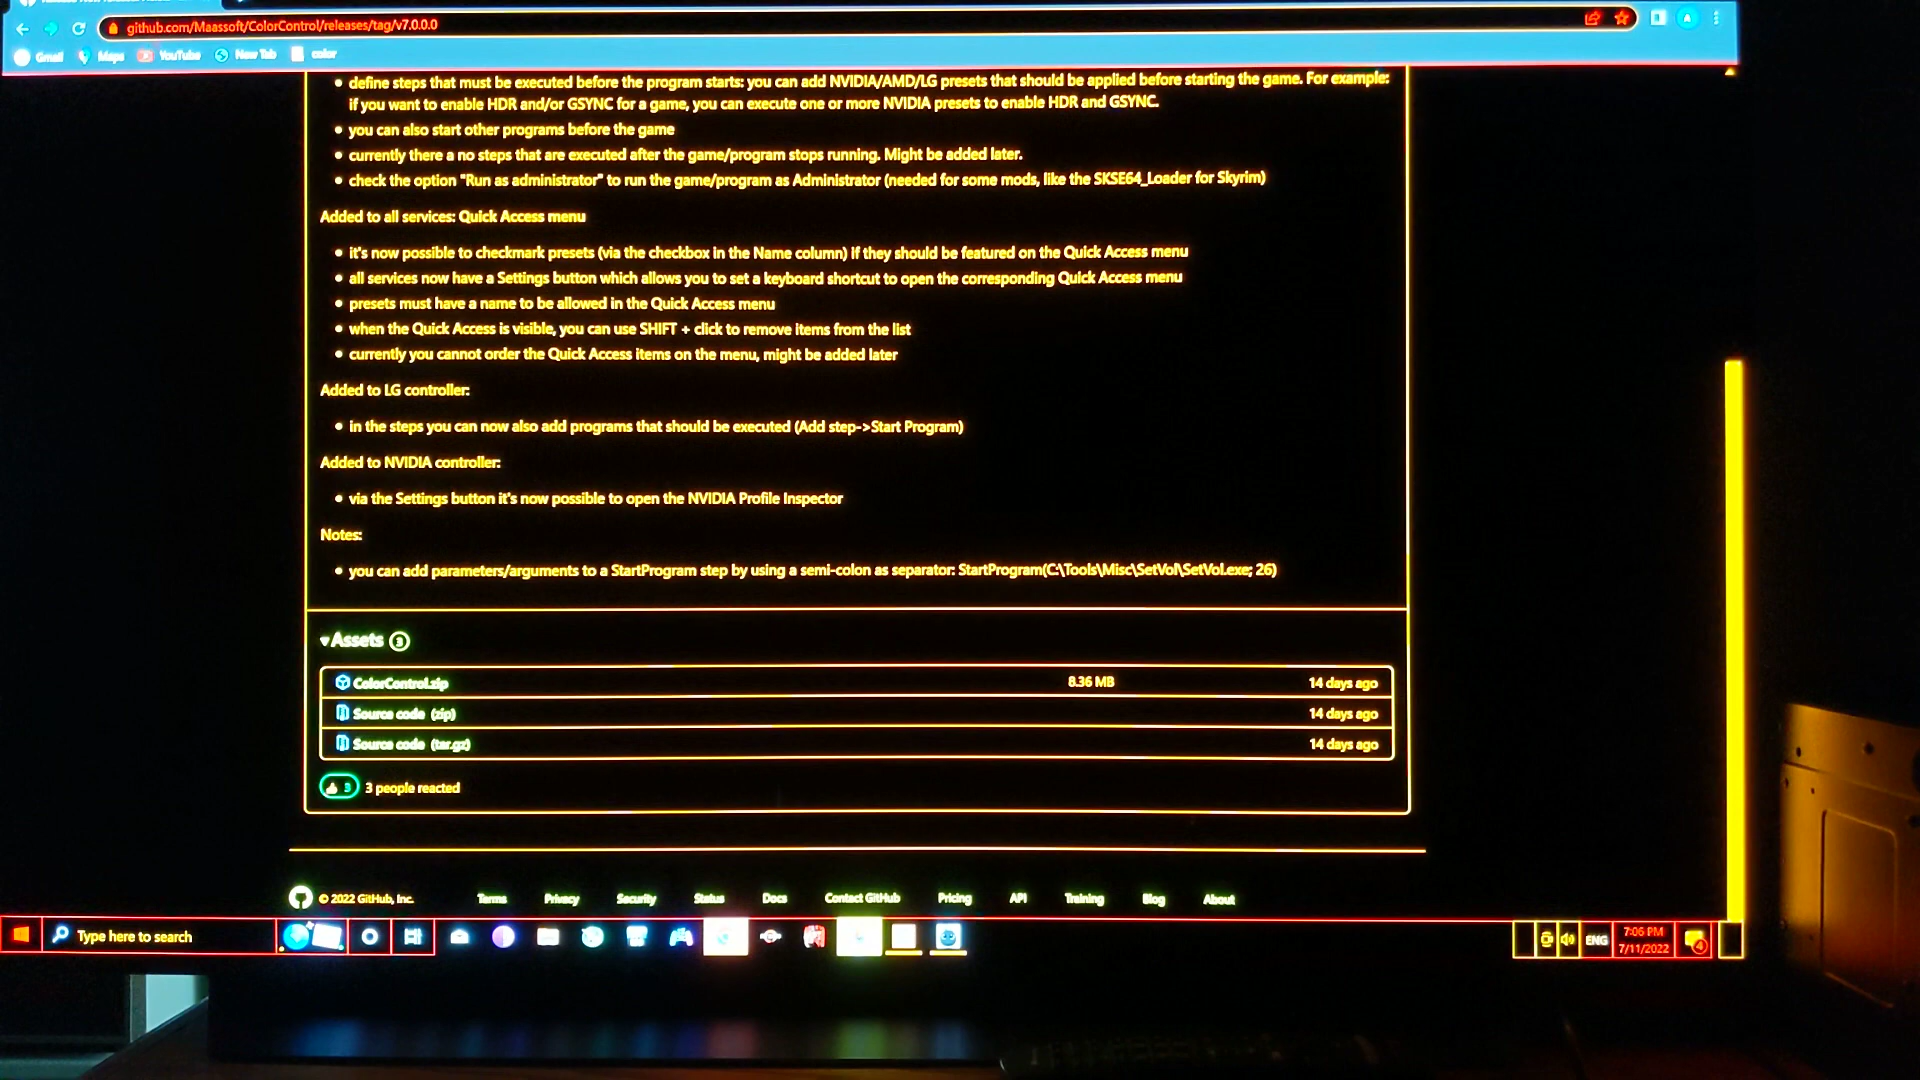 github.com/Maassoft/ColorControl/releases/tag/v7.0.0.0
A
Gmail Maps YouTube New Tab color
define steps that must be executed before the program starts: you can add NVIDIA/AMD/LG presets that should be applied before starting the game. For example:
if you want to enable HDR and/or GSYNC for a game, you can execute one or more NVIDIA presets to enable HDR and GSYNC.
you can also start other programs before the game
currently there a no steps that are executed after the game/program stops running. Might be added later.
check the option "Run as administrator" to run the game/program as Administrator (needed for some mods, like the SKSE64_Loader for Skyrim)
Added to all services: Quick Access menu
it's now possible to checkmark presets (via the checkbox in the Name column) if they should be featured on the Quick Access menu
all services now have a Settings button which allows you to set a keyboard shortcut to open the corresponding Quick Access menu
presets must have a name to be allowed in the Quick Access menu
when the Quick Access is visible, you can use SHIFT + click to remove items from the list
currently you cannot order the Quick Access items on the menu, might be added later
Added to LG controller:
in the steps you can now also add programs that should be executed (Add step->Start Program)
Added to NVIDIA controller:
via the Settings button it's now possible to open the NVIDIA Profile Inspector
Notes:
you can add parameters/arguments to a StartProgram step by using a semi-colon as separator: StartProgram(C:\Tools\Misc\SetVol\SetVol.exe; 26)
Assets 3
ColorControl.zip 8.36 MB 14 days ago
Source code (zip) 14 days ago
Source code (tar.gz) 14 days ago
3 3 people reacted
© 2022 GitHub, Inc. Terms Privacy Security Status Docs Contact GitHub Pricing API Training Blog About
Type here to search ENG 7:06 PM
7/11/2022 4